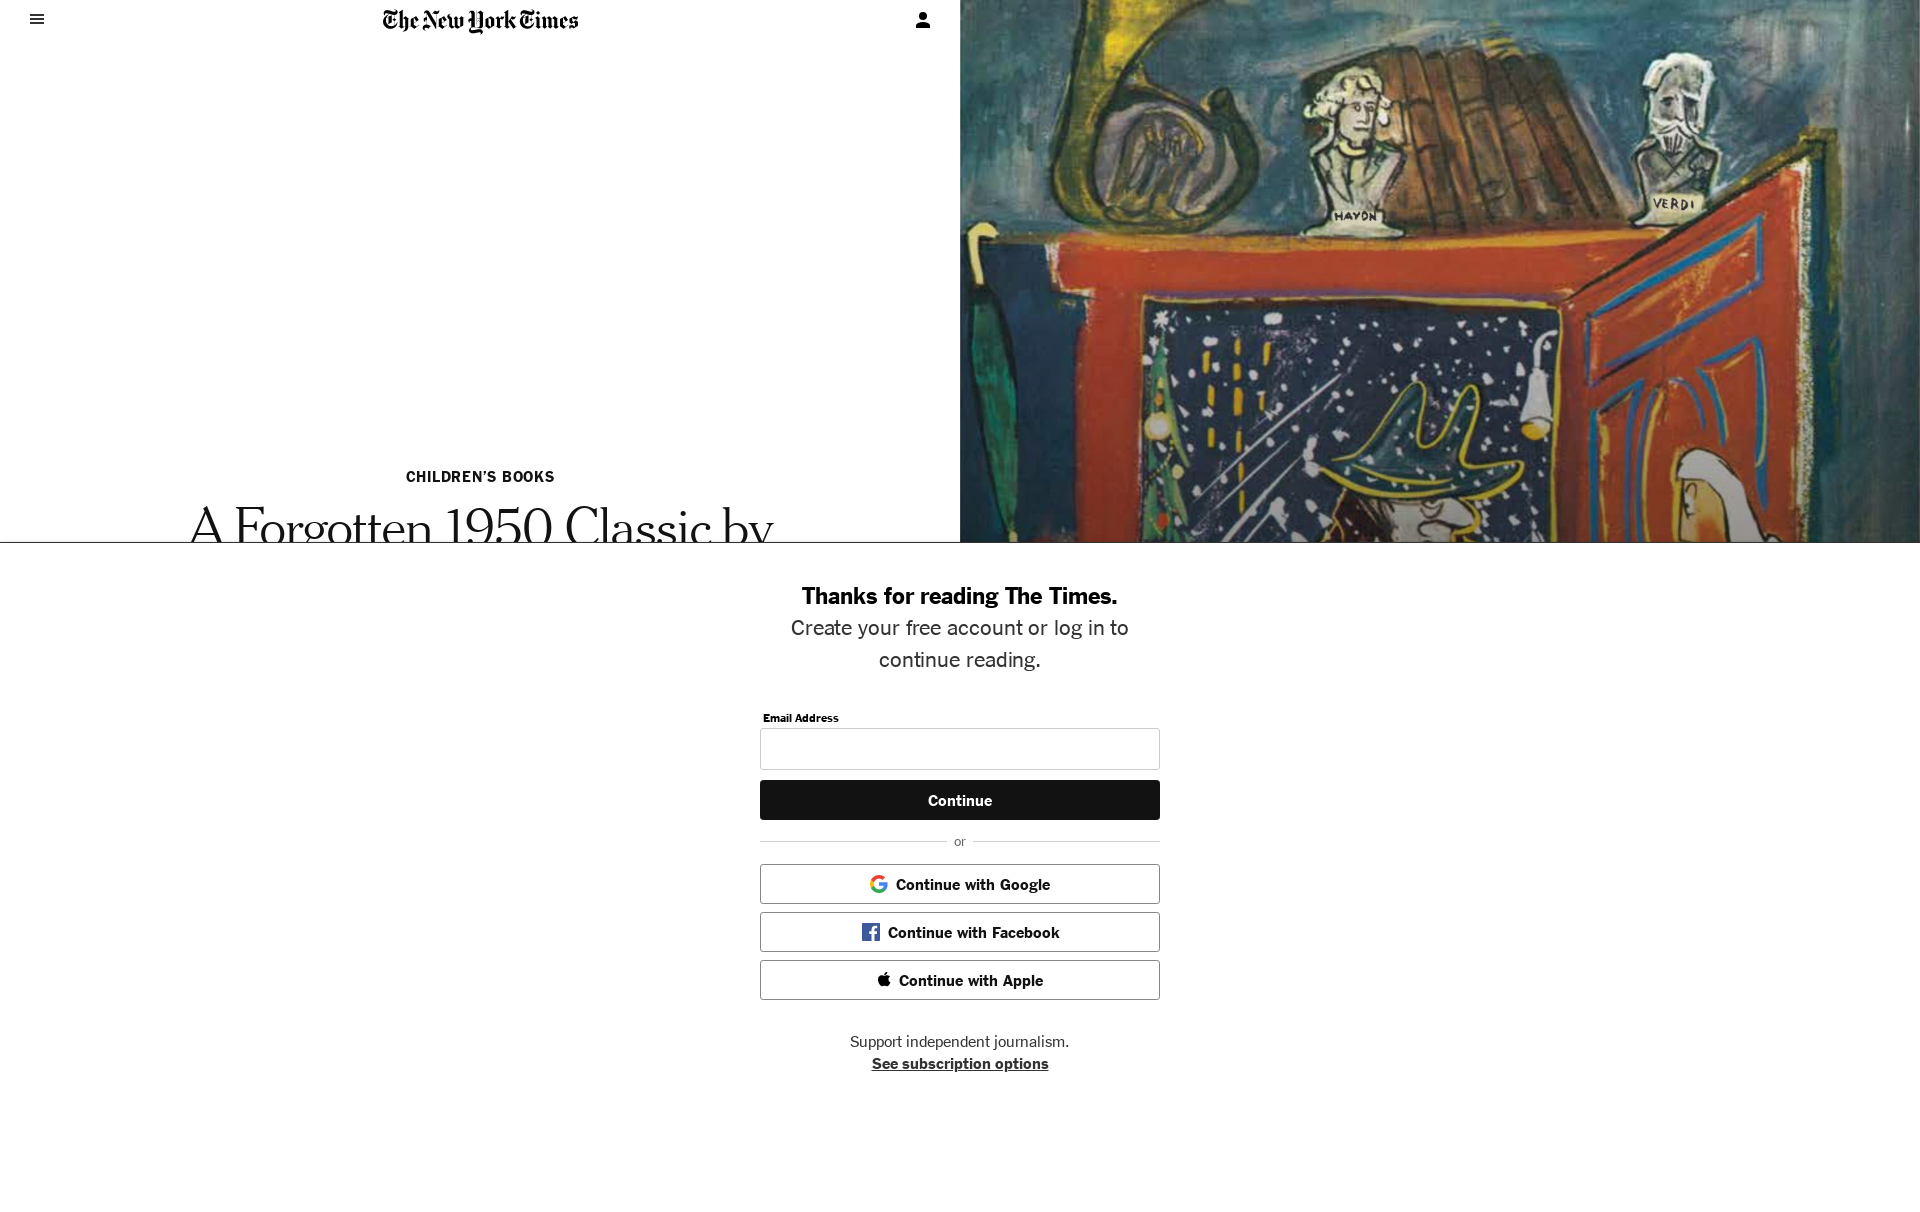 The New York Times
HAYDN
VERDI
CHILDREN’S BOOKS
A Forgotten 1950 Classic by
Thanks for reading The Times.
Create your free account or log in to
continue reading.
Email Address
Continue
or
Continue with Google
Continue with Facebook
Continue with Apple
Support independent journalism.
See subscription options